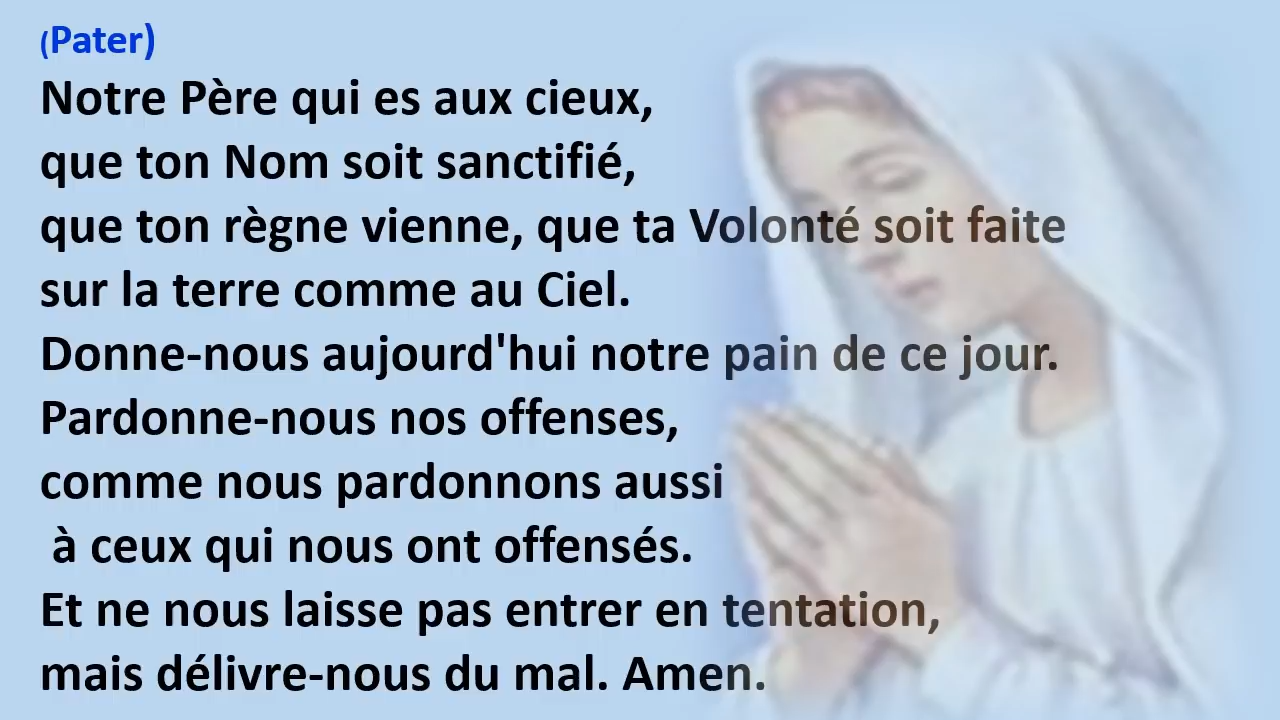 (Pater)
Notre Père qui es aux cieux,
que ton Nom soit sanctifié,
que ton règne vienne, que ta Volonté soit faite
sur la terre comme au Ciel.
Donne-nous aujourd'hui notre pain de ce jour.
Pardonne-nous nos offenses,
comme nous pardonnons aussi
à ceux qui nous ont offensés.
Et ne nous laisse pas entrer en tentation,
mais délivre-nous du mal. Amen.